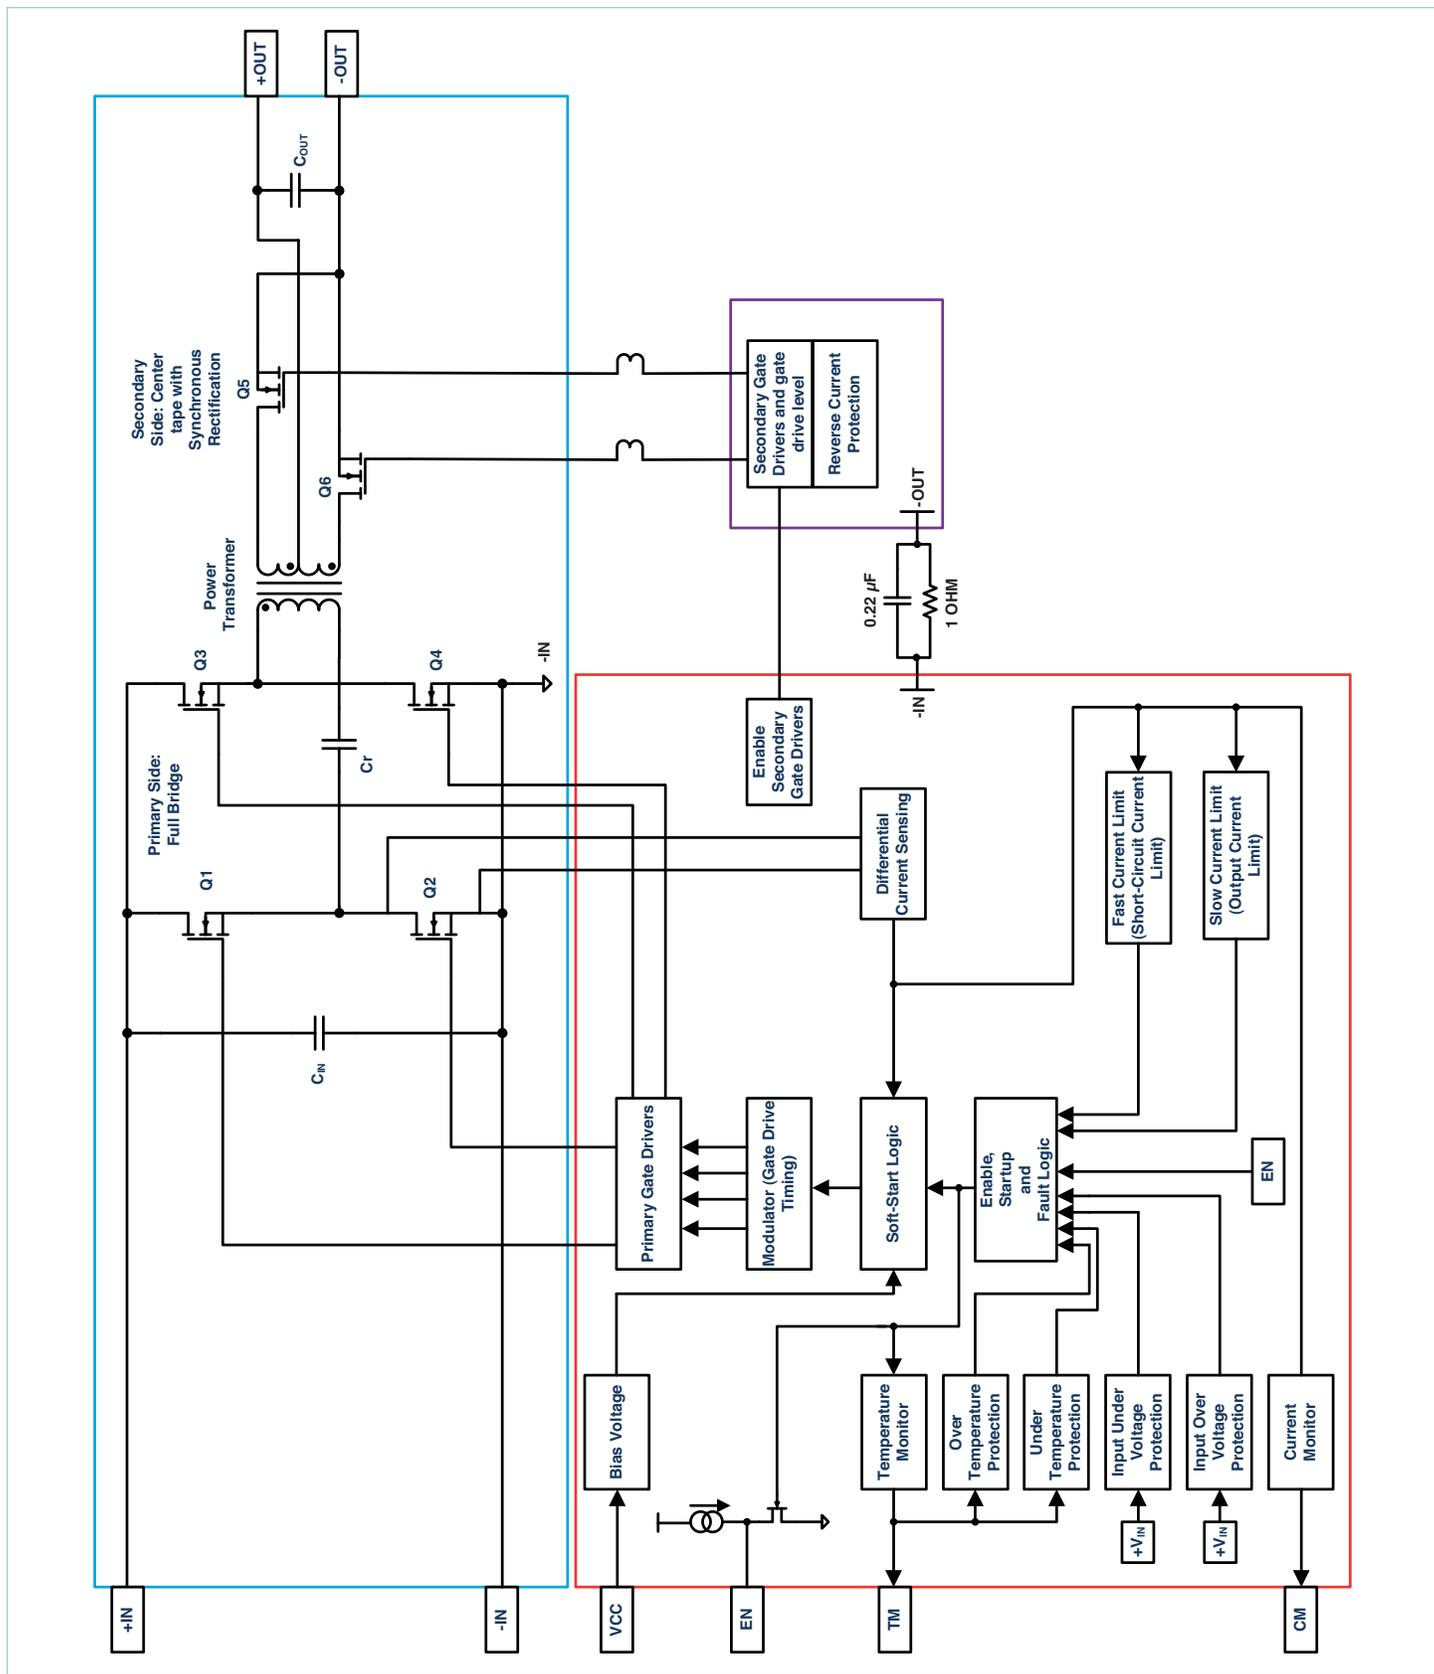 +OUT
-OUT
C OUT
Secondary
Side: Center
tape with
Synchronous
Rectification
Q5
Q6
Power
Transformer
Q3
Q4
-IN
Primary Side:
Full Bridge
Cr
Q1
Q2
C IN
+IN
-IN
Secondary Gate
Drivers and gate
drive level
Reverse Current
Protection
-OUT
0.22 µF
1 OHM
-IN
Enable
Secondary
Gate Drivers
Differential
Current Sensing
Fast Current Limit
(Short-Circuit Current
Limit)
Slow Current Limit
(Output Current
Limit)
Primary Gate Drivers
Modulator (Gate Drive
Timing)
Soft-Start Logic
Enable,
Startup
and
Fault Logic
EN
Bias Voltage
Temperature
Monitor
Over
Temperature
Protection
Under
Temperature
Protection
Input Under
Voltage
Protection
Input Over
Voltage
Protection
Current
Monitor
+VIN
+VIN
VCC
EN
TM
CM